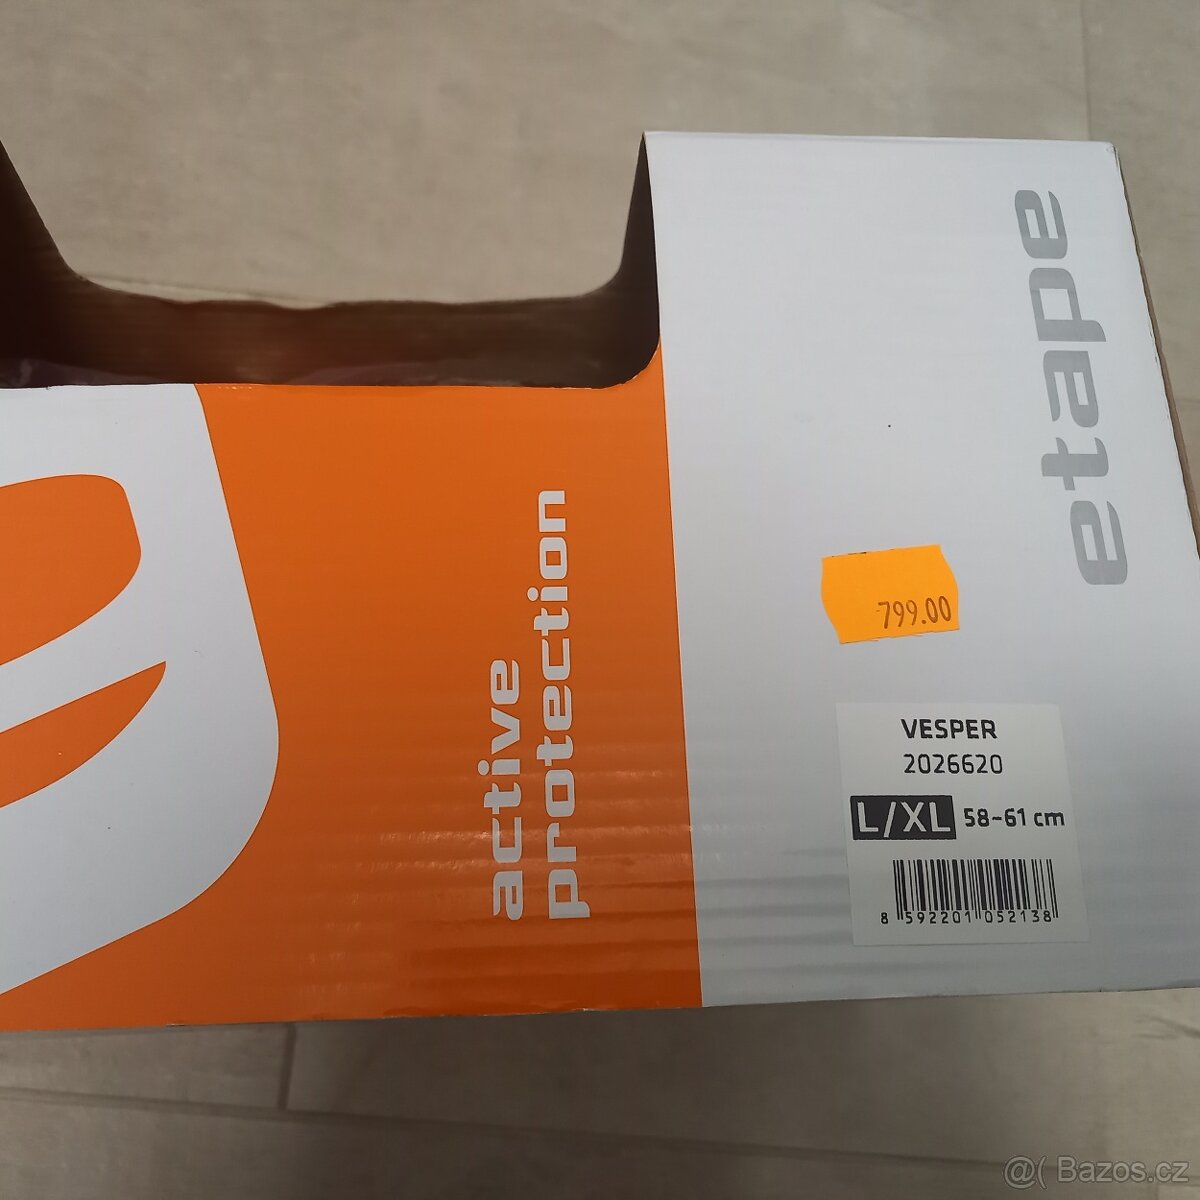 etape
active
protection
799.00
VESPER
2026620
L/XL 58-61 cm
8 592201 052138
@( Bazos.cz